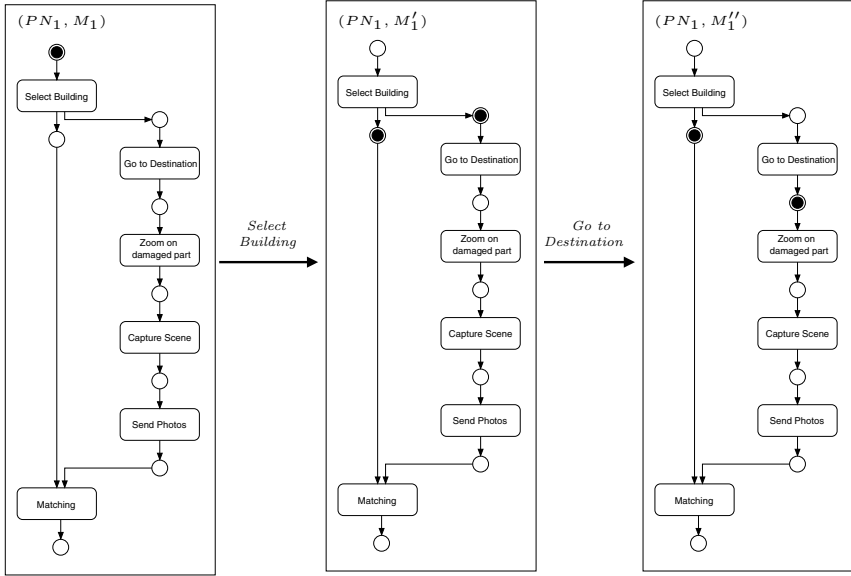 (PN₁, M₁)
Select Building
Go to Destination
Zoom on
damaged part
Capture Scene
Send Photos
Matching
Select
Building
(PN₁, M₁′)
Select Building
Go to Destination
Zoom on
damaged part
Capture Scene
Send Photos
Matching
Go to
Destination
(PN₁, M₁′′)
Select Building
Go to Destination
Zoom on
damaged part
Capture Scene
Send Photos
Matching